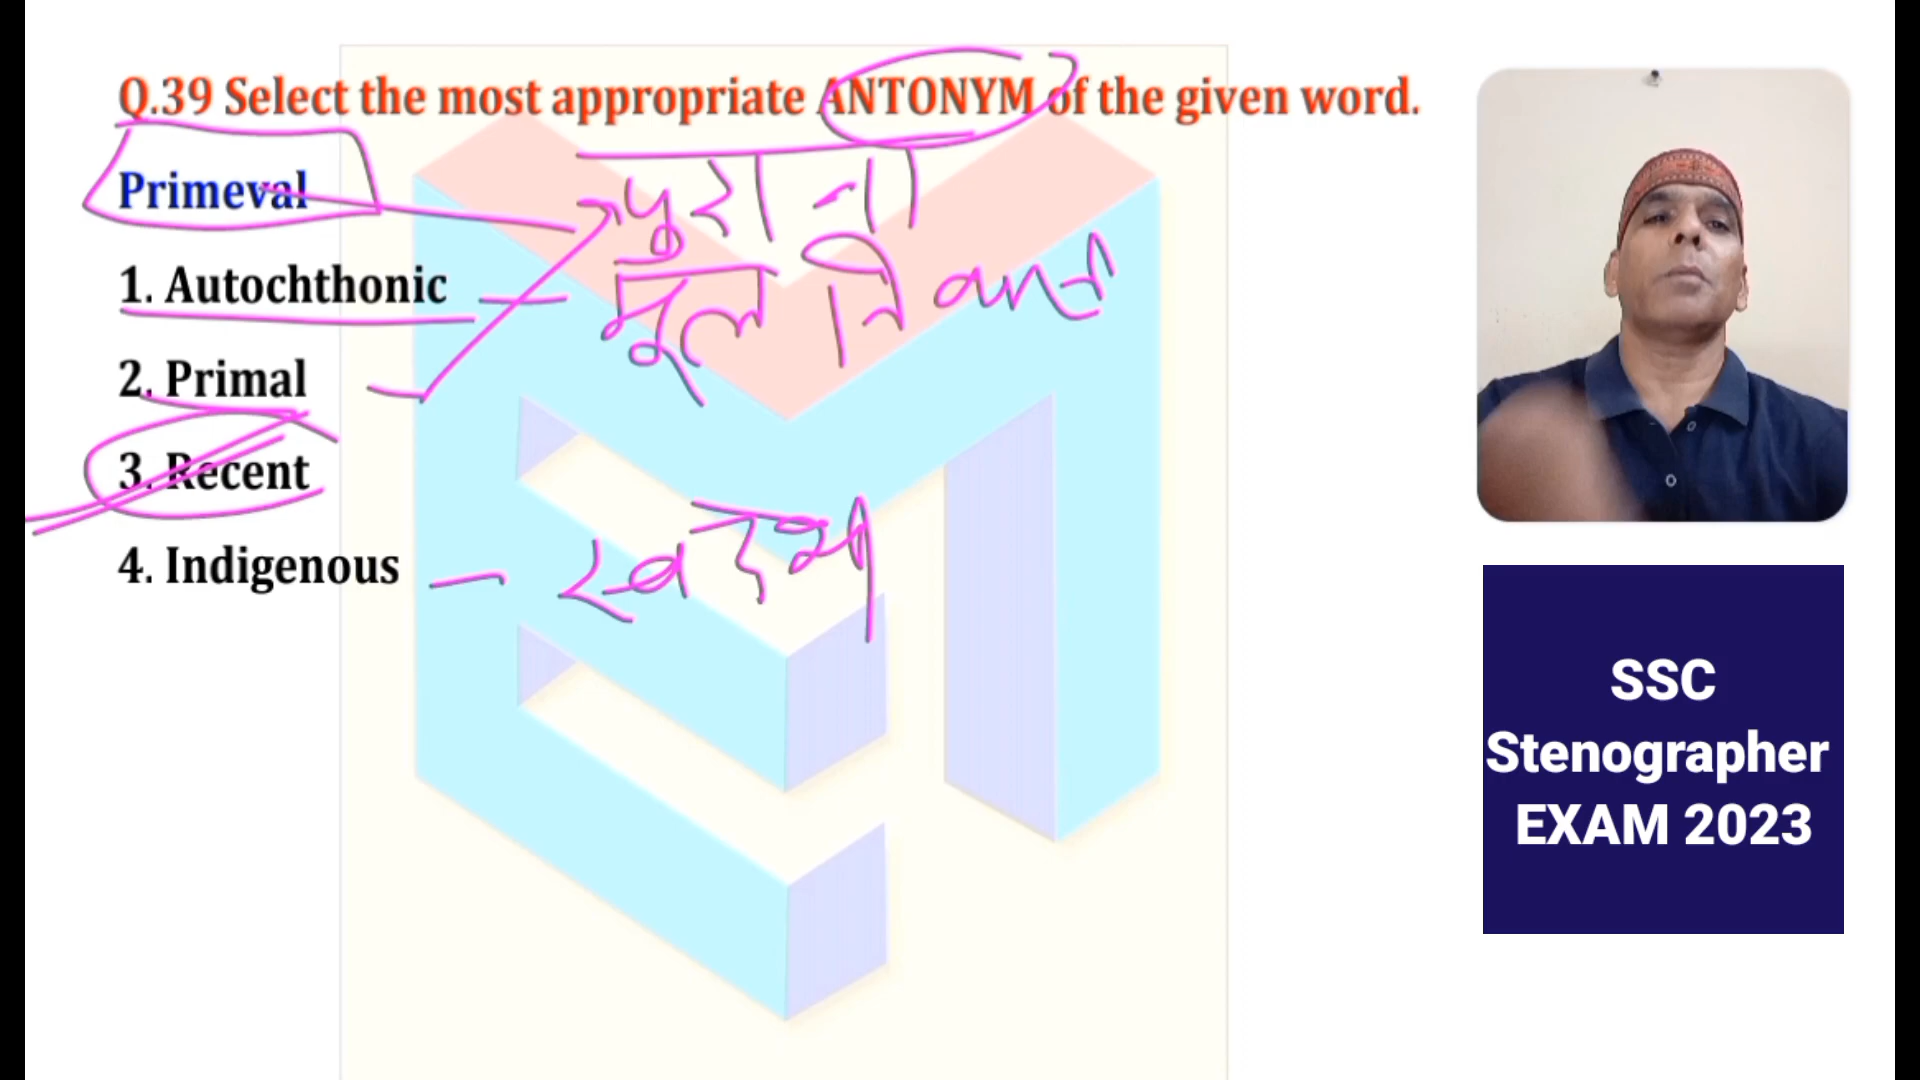 Q.39 Select the most appropriate ANTONYM of the given word.
Primeval
पुराना
1. Autochthonic
मूल निवासी
2. Primal
3. Recent
4. Indigenous
स्वदेशी
SSC
Stenographer
EXAM 2023